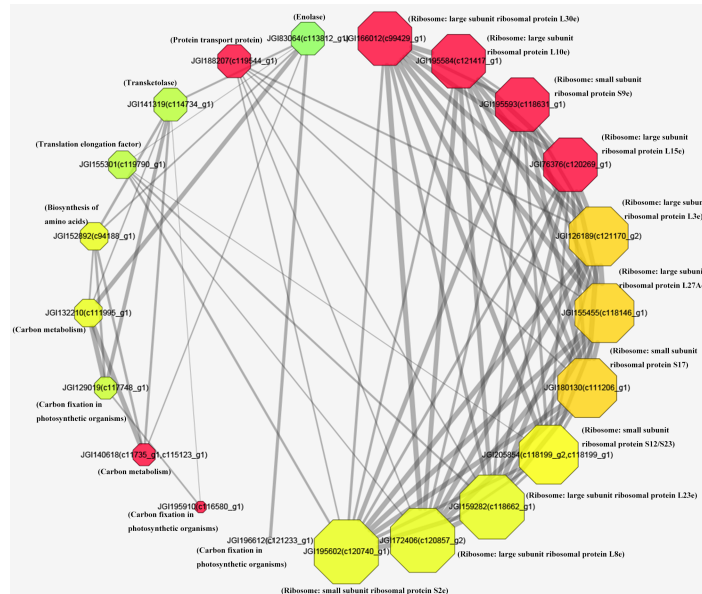 (Enolase)
JGI83064(c113812_g1)
(Ribosome: large subunit ribosomal protein L30e)
JGI166012(c99429_g1)
(Protein transport protein)
JGI188207(c119544_g1)
(Ribosome: large subunit
ribosomal protein L10e)
JGI195584(c121417_g1)
(Transketolase)
JGI141319(c114734_g1)
(Ribosome: small subunit
ribosomal protein S9e)
JGI195593(c118631_g1)
(Translation elongation factor)
JGI155301(c119790_g1)
(Ribosome: large subunit
ribosomal protein L15e)
JGI76376(c120269_g1)
(Biosynthesis of
amino acids)
JGI152892(c94188_g1)
(Ribosome: large subu
ribosomal protein L3e)
JGI126189(c121170_g2)
JGI132210(c111995_g1)
(Carbon metabolism)
(Ribosome: large subuni
ribosomal protein L27A
JGI155455(c118146_g1)
JGI129019(c117748_g1)
(Carbon fixation in
photosynthetic organisms)
(Ribosome: small subunit
ribosomal protein S17)
JGI180130(c111206_g1)
JGI140618(c11735_g1,c115123_g1)
(Carbon metabolism)
(Ribosome: small subunit
ribosomal protein S12/S23)
JGI205854(c118199_g2,c118199_g1)
JGI195910(c116580_g1)
(Carbon fixation in
photosynthetic organisms)
(Ribosome: large subunit ribosomal protein L23e)
JGI159282(c118662_g1)
JGI196612(c121233_g1)
(Carbon fixation in
photosynthetic organisms)
JGI172406(c120857_g2)
(Ribosome: large subunit ribosomal protein L8e)
JGI195602(c120740_g1)
(Ribosome: small subunit ribosomal protein S2e)